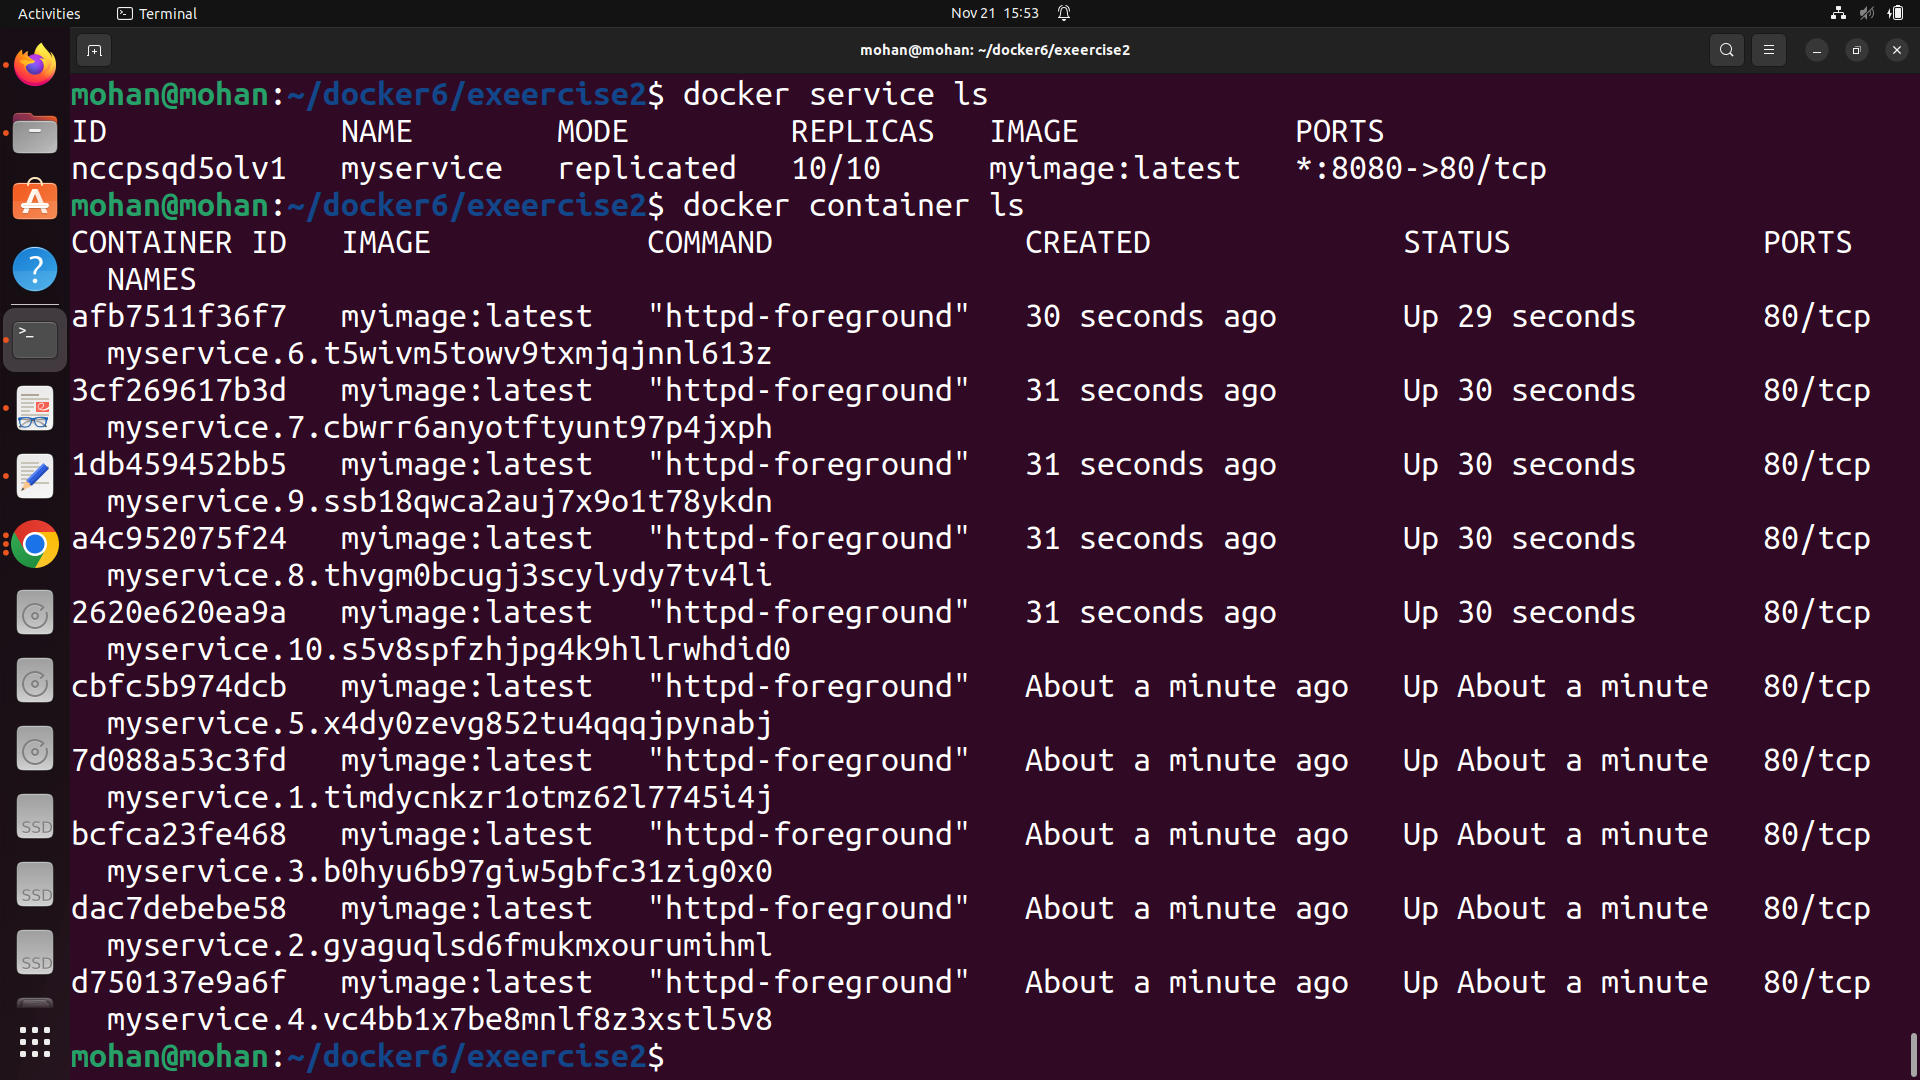 Activities Terminal Nov 21 15:53
mohan@mohan: ~/docker6/exeercise2
mohan@mohan:~/docker6/exeercise2$ docker service ls
ID NAME MODE REPLICAS IMAGE PORTS
nccpsqd5olv1 myservice replicated 10/10 myimage:latest *:8080->80/tcp
mohan@mohan:~/docker6/exeercise2$ docker container ls
CONTAINER ID IMAGE COMMAND CREATED STATUS PORTS
NAMES
afb7511f36f7 myimage:latest "httpd-foreground" 30 seconds ago Up 29 seconds 80/tcp
myservice.6.t5wivm5towv9txmjqjnnl613z
3cf269617b3d myimage:latest "httpd-foreground" 31 seconds ago Up 30 seconds 80/tcp
myservice.7.cbwrr6anyotftyunt97p4jxph
1db459452bb5 myimage:latest "httpd-foreground" 31 seconds ago Up 30 seconds 80/tcp
myservice.9.ssb18qwca2auj7x9o1t78ykdn
a4c952075f24 myimage:latest "httpd-foreground" 31 seconds ago Up 30 seconds 80/tcp
myservice.8.thvgm0bcugj3scylydy7tv4li
2620e620ea9a myimage:latest "httpd-foreground" 31 seconds ago Up 30 seconds 80/tcp
myservice.10.s5v8spfzhjpg4k9hllrwhdid0
cbfc5b974dcb myimage:latest "httpd-foreground" About a minute ago Up About a minute 80/tcp
myservice.5.x4dy0zevg852tu4qqqjpynabj
7d088a53c3fd myimage:latest "httpd-foreground" About a minute ago Up About a minute 80/tcp
myservice.1.timdycnkzr1otmz62l7745i4j
bcfca23fe468 myimage:latest "httpd-foreground" About a minute ago Up About a minute 80/tcp
myservice.3.b0hyu6b97giw5gbfc31zig0x0
dac7debebe58 myimage:latest "httpd-foreground" About a minute ago Up About a minute 80/tcp
myservice.2.gyaguqlsd6fmukmxourumihml
d750137e9a6f myimage:latest "httpd-foreground" About a minute ago Up About a minute 80/tcp
myservice.4.vc4bb1x7be8mnlf8z3xstl5v8
mohan@mohan:~/docker6/exeercise2$
SSD
SSD
SSD